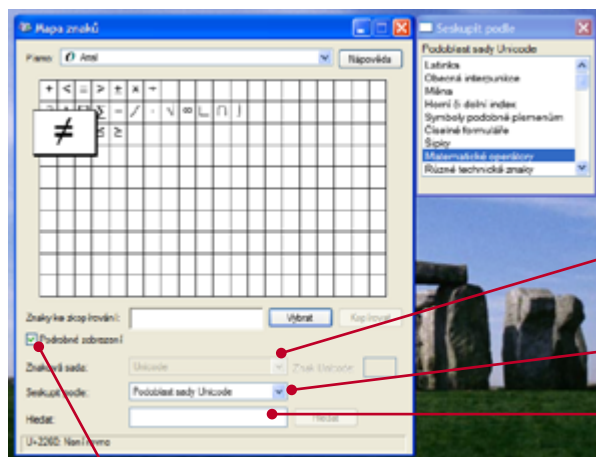 Mapa znaků
Písmo: O Arial Nápověda
+ < = > ± × ÷
∑ − ∕ ∙ √ ∞ ∟ ∩ ∫
≠ ≤ ≥
Znaky ke zkopírování: Vybrat Kopírovat
Podrobné zobrazení
Znaková sada: Unicode Znak Unicode:
Seskupit podle: Podoblast sady Unicode
Hledat: Hledat
U+2260: Není rovno
Seskupit podle
Podoblast sady Unicode
Latinka
Obecná interpunkce
Měna
Horní či dolní index
Symboly podobné písmenům
Číselné formuláře
Šipky
Matematické operátory
Různé technické znaky